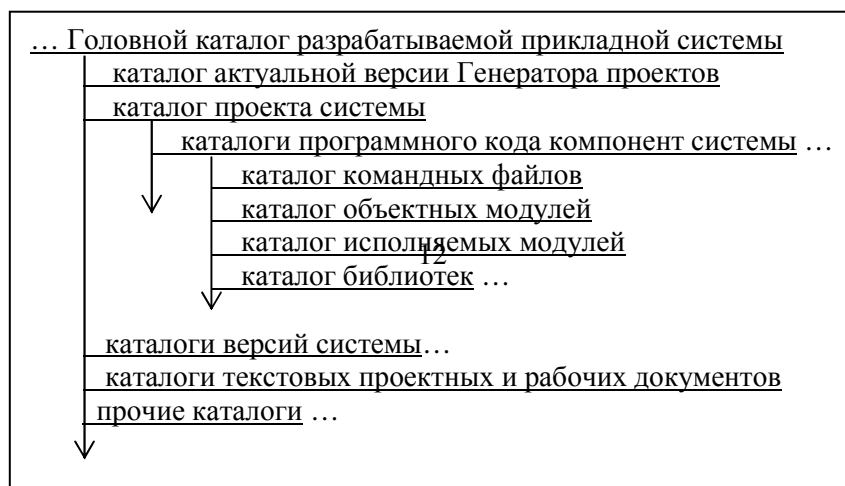 … Головной каталог разрабатываемой прикладной системы
каталог актуальной версии Генератора проектов
каталог проекта системы
каталоги программного кода компонент системы …
каталог командных файлов
каталог объектных модулей
каталог исполняемых модулей
12
каталог библиотек …
каталоги версий системы…
каталоги текстовых проектных и рабочих документов
прочие каталоги …